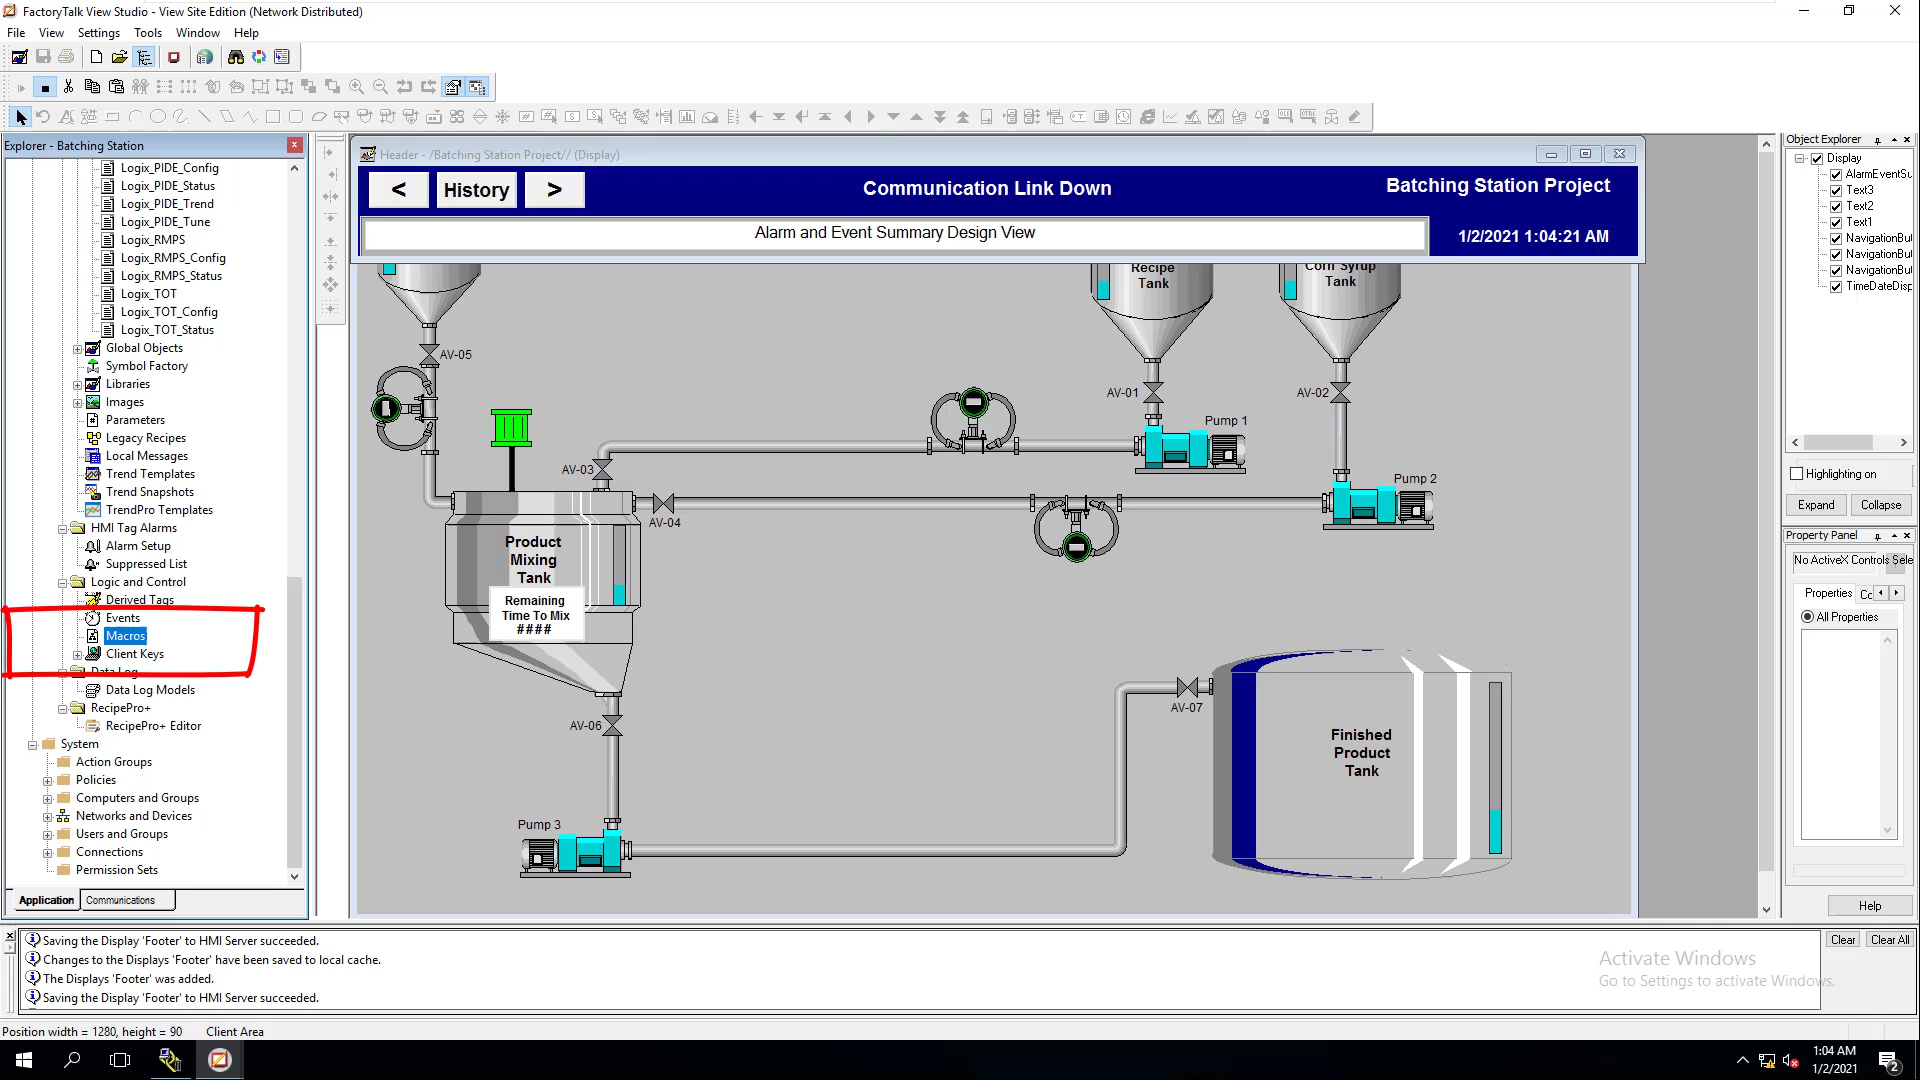 FactoryTalk View Studio - View Site Edition (Network Distributed)
File View Settings Tools Window Help
Explorer - Batching Station
Logix_PIDE_Config
Logix_PIDE_Status
Logix_PIDE_Trend
Logix_PIDE_Tune
Logix_RMPS
Logix_RMPS_Config
Logix_RMPS_Status
Logix_TOT
Logix_TOT_Config
Logix_TOT_Status
Global Objects
Symbol Factory
Libraries
Images
Parameters
Legacy Recipes
Local Messages
Trend Templates
Trend Snapshots
TrendPro Templates
HMI Tag Alarms
Alarm Setup
Suppressed List
Logic and Control
Derived Tags
Events
Macros
Client Keys
Data Log
Data Log Models
RecipePro+
RecipePro+ Editor
System
Action Groups
Policies
Computers and Groups
Networks and Devices
Users and Groups
Connections
Permission Sets
Application Communications
Header - /Batching Station Project// (Display)
< History >
Communication Link Down
Batching Station Project
Alarm and Event Summary Design View
1/2/2021 1:04:21 AM
Recipe
Tank
Corn Syrup
Tank
AV-05
AV-01
AV-02
Pump 1
AV-03
Pump 2
AV-04
Product
Mixing
Tank
Remaining
Time To Mix
####
AV-06
AV-07
Finished
Product
Tank
Pump 3
Object Explorer
Display
AlarmEventSu
Text3
Text2
Text1
NavigationBu
NavigationBu
NavigationBu
TimeDateDisp
Highlighting on
Expand Collapse
Property Panel
No ActiveX Controls Sele
Properties Co
All Properties
Help
Saving the Display 'Footer' to HMI Server succeeded.
Changes to the Displays 'Footer' have been saved to local cache.
The Displays 'Footer' was added.
Saving the Display 'Footer' to HMI Server succeeded.
Clear Clear All
Activate Windows
Go to Settings to activate Windows.
Position width = 1280, height = 90 Client Area
1:04 AM
1/2/2021
2